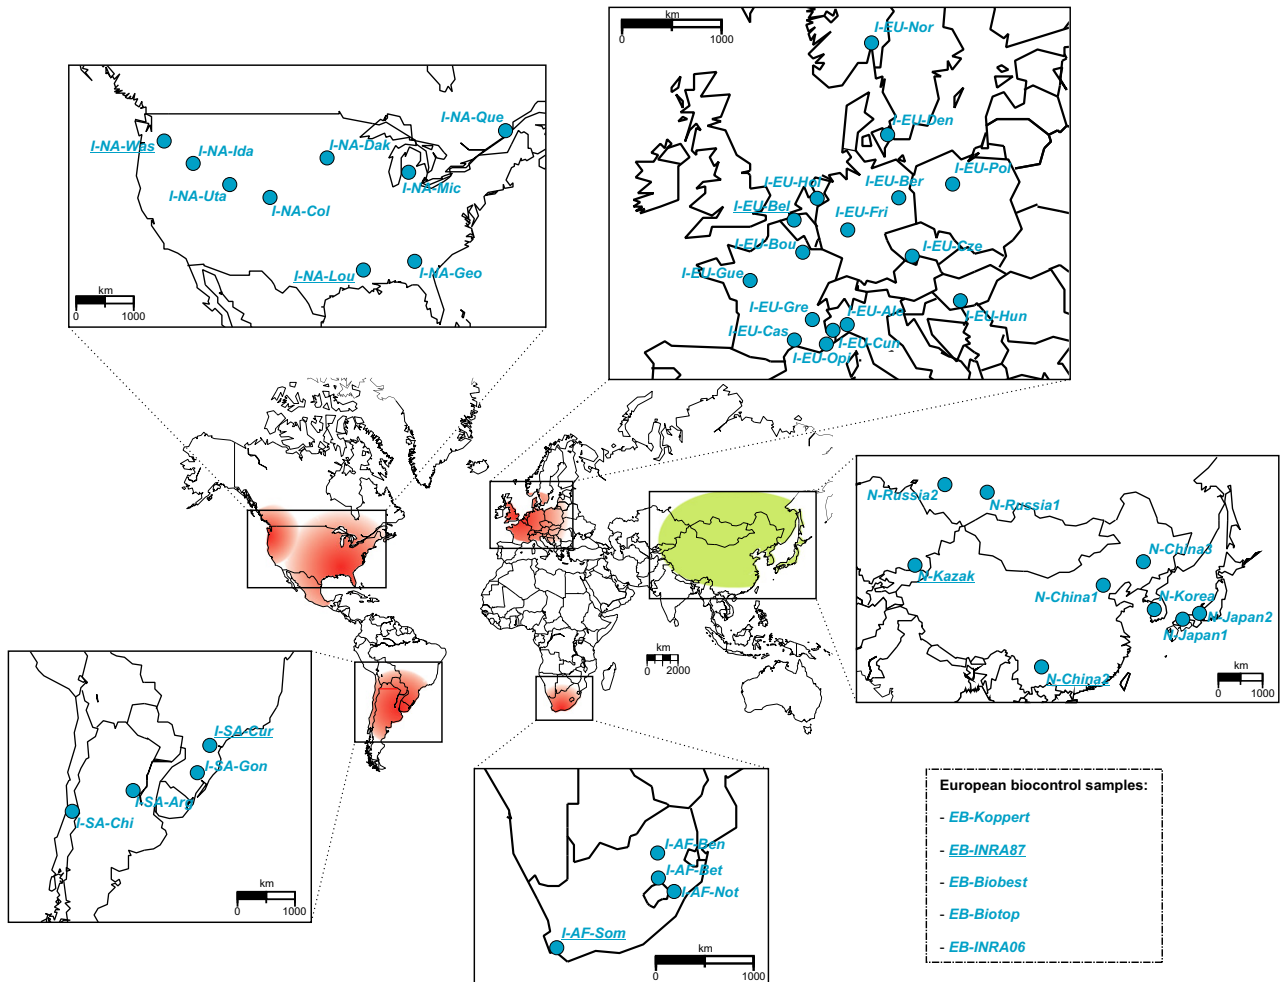 km
0 1000
I-EU-Nor
I-EU-Den
I-EU-Pol
I-EU-Hol
I-EU-Ber
I-EU-Bel
I-EU-Fri
I-EU-Bou
I-EU-Cze
I-EU-Gue
I-EU-Gre
I-EU-Ale
I-EU-Hun
I-EU-Cas
I-EU-Cun
I-EU-Opi
I-NA-Que
I-NA-Was
I-NA-Ida
I-NA-Dak
I-NA-Uta
I-NA-Mic
I-NA-Col
I-NA-Lou
I-NA-Geo
km
0 1000
N-Russia2
N-Russia1
N-China3
N-Kazak
N-China1
N-Korea
N-Japan2
N-Japan1
N-China2
km
0 1000
km
0 2000
I-SA-Cur
I-SA-Gon
I-SA-Arg
I-SA-Chi
km
0 1000
I-AF-Ben
I-AF-Bet
I-AF-Not
I-AF-Som
km
0 1000
European biocontrol samples:
- EB-Koppert
- EB-INRA87
- EB-Biobest
- EB-Biotop
- EB-INRA06